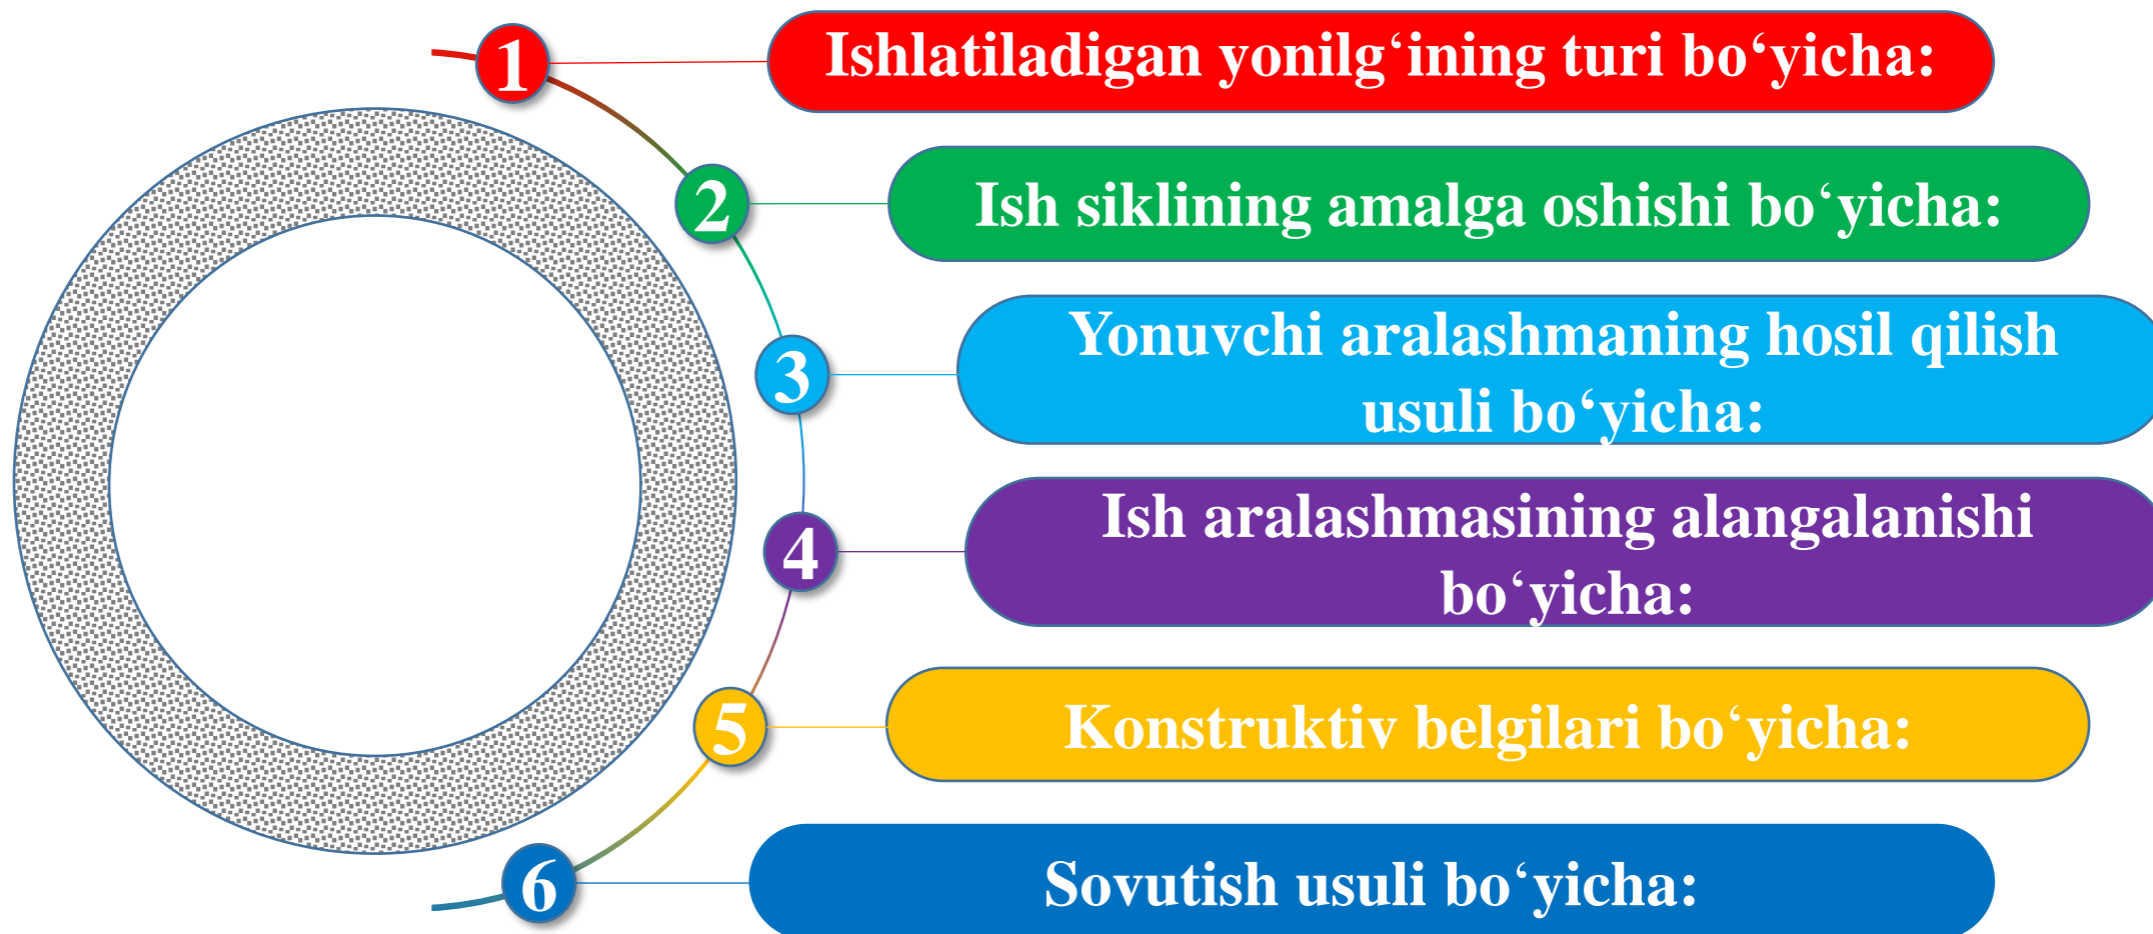 1 Ishlatiladigan yonilg‘ining turi bo‘yicha:
2 Ish siklining amalga oshishi bo‘yicha:
3 Yonuvchi aralashmaning hosil qilish
usuli bo‘yicha:
4 Ish aralashmasining alangalanishi
bo‘yicha:
5 Konstruktiv belgilari bo‘yicha:
6 Sovutish usuli bo‘yicha: